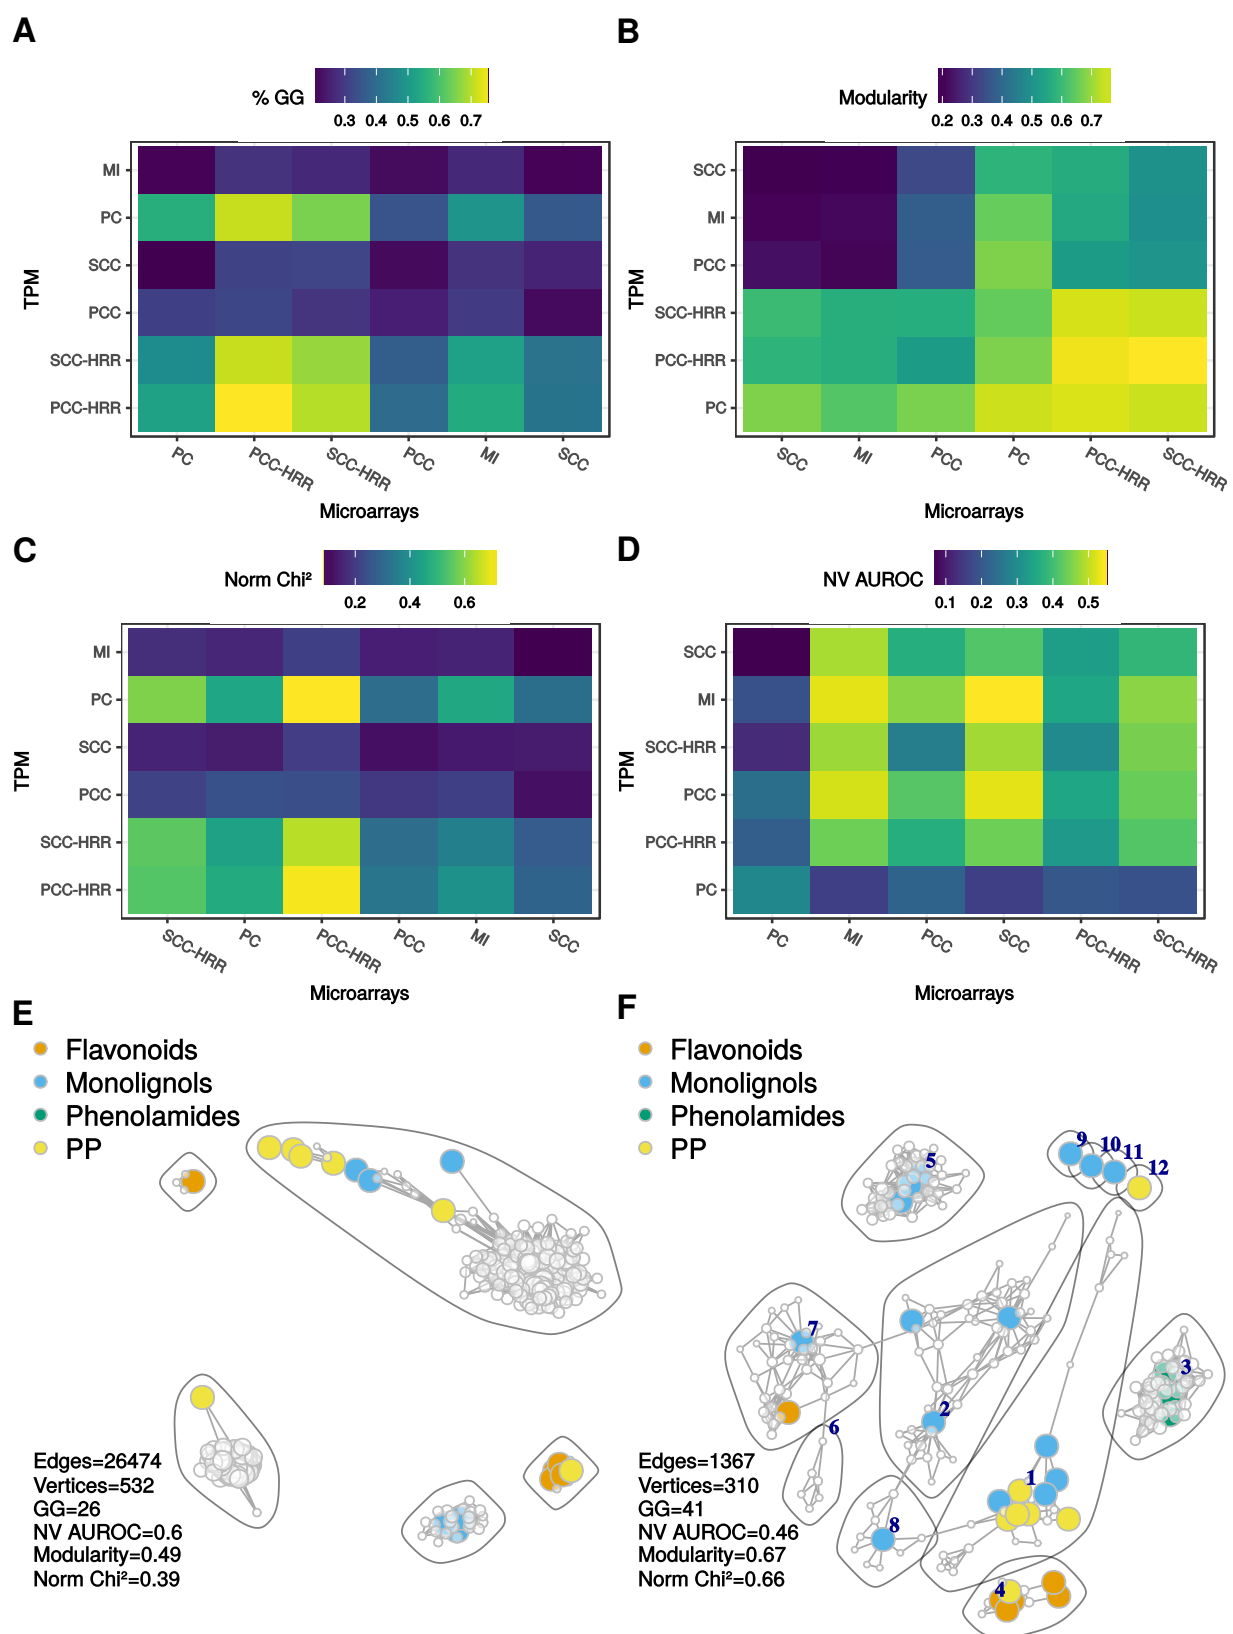 A
% GG
0.3 0.4 0.5 0.6 0.7
TPM
MI
PC
SCC
PCC
SCC-HRR
PCC-HRR
PC PCC-HRR SCC-HRR PCC MI SCC
Microarrays
B
Modularity
0.2 0.3 0.4 0.5 0.6 0.7
TPM
SCC
MI
PCC
SCC-HRR
PCC-HRR
PC
SCC MI PCC PC PCC-HRR SCC-HRR
Microarrays
C
Norm Chi²
0.2 0.4 0.6
TPM
MI
PC
SCC
PCC
SCC-HRR
PCC-HRR
SCC-HRR PC PCC-HRR PCC MI SCC
Microarrays
D
NV AUROC
0.1 0.2 0.3 0.4 0.5
TPM
SCC
MI
SCC-HRR
PCC
PCC-HRR
PC
PC MI PCC SCC PCC-HRR SCC-HRR
Microarrays
E
Flavonoids
Monolignols
Phenolamides
PP
Edges=26474
Vertices=532
GG=26
NV AUROC=0.6
Modularity=0.49
Norm Chi²=0.39
F
Flavonoids
Monolignols
Phenolamides
PP
9
10
11
12
5
7
3
2
6
1
8
4
Edges=1367
Vertices=310
GG=41
NV AUROC=0.46
Modularity=0.67
Norm Chi²=0.66